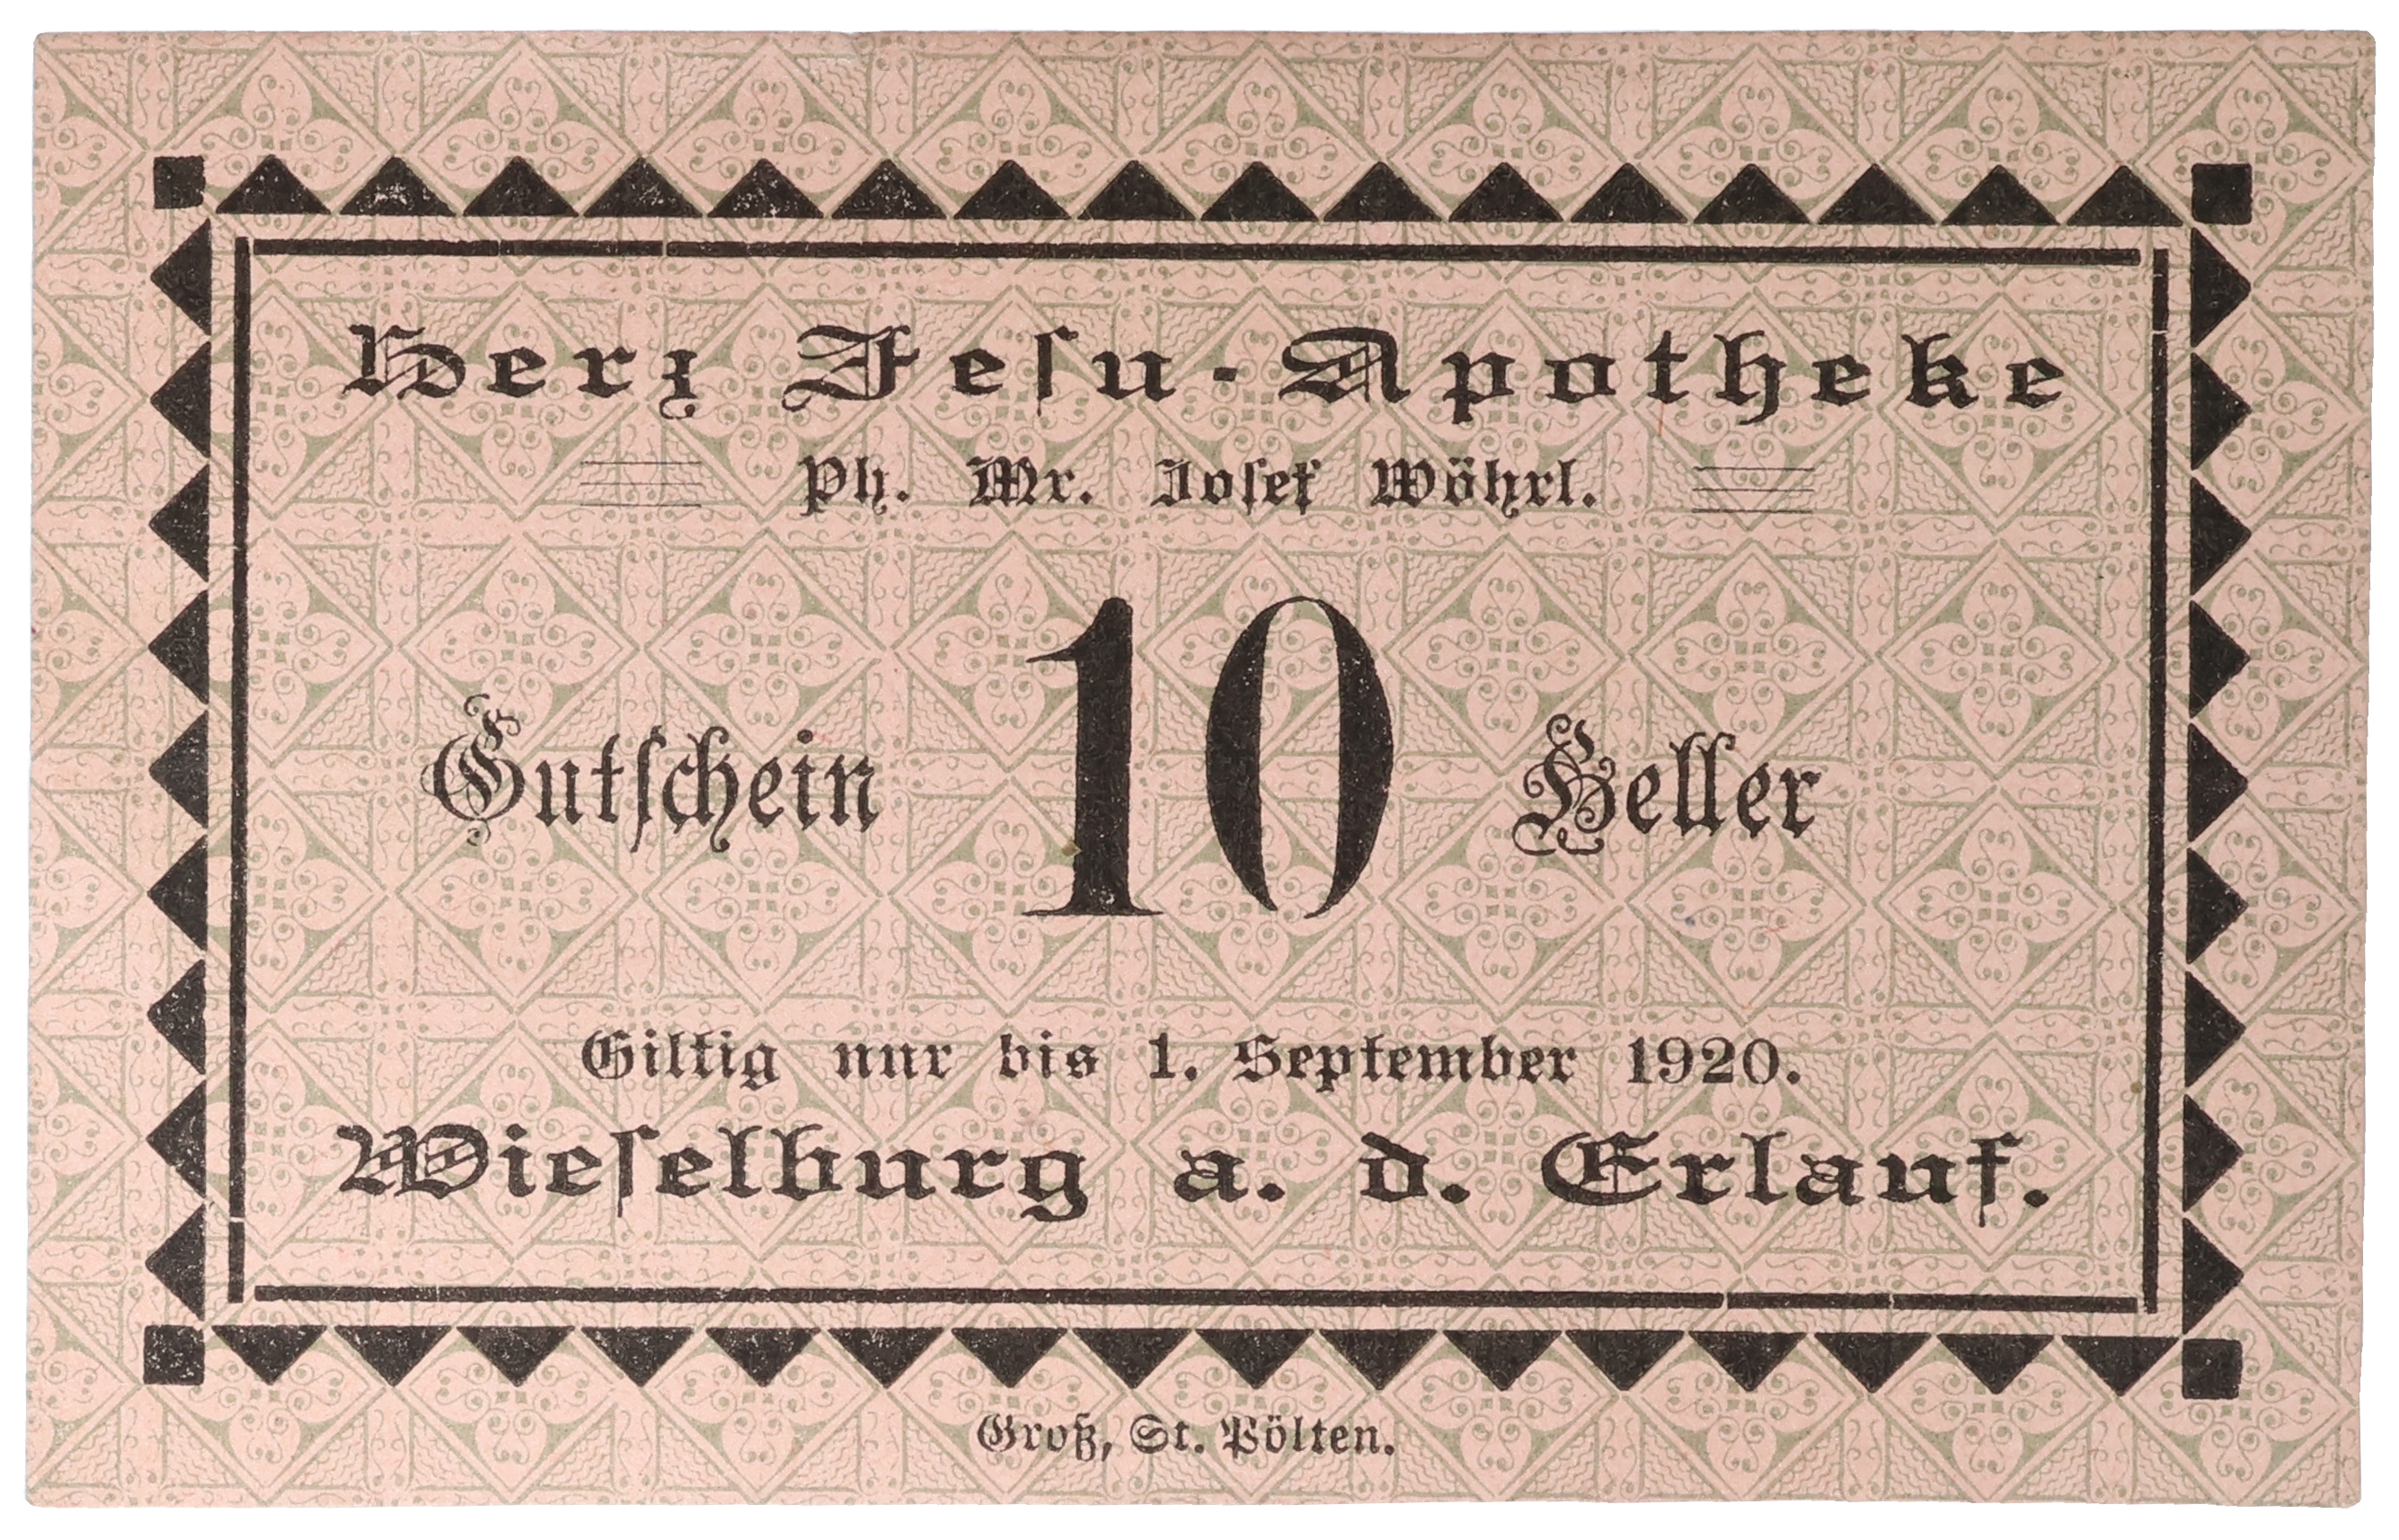 Herz Jesu-Apotheke
Ph. Mr. Josef Wöhrl.
Gutschein 10 Heller
Giltig nur bis 1. September 1920.
Wieselburg a. d. Erlauf.
Groß, St. Pölten.